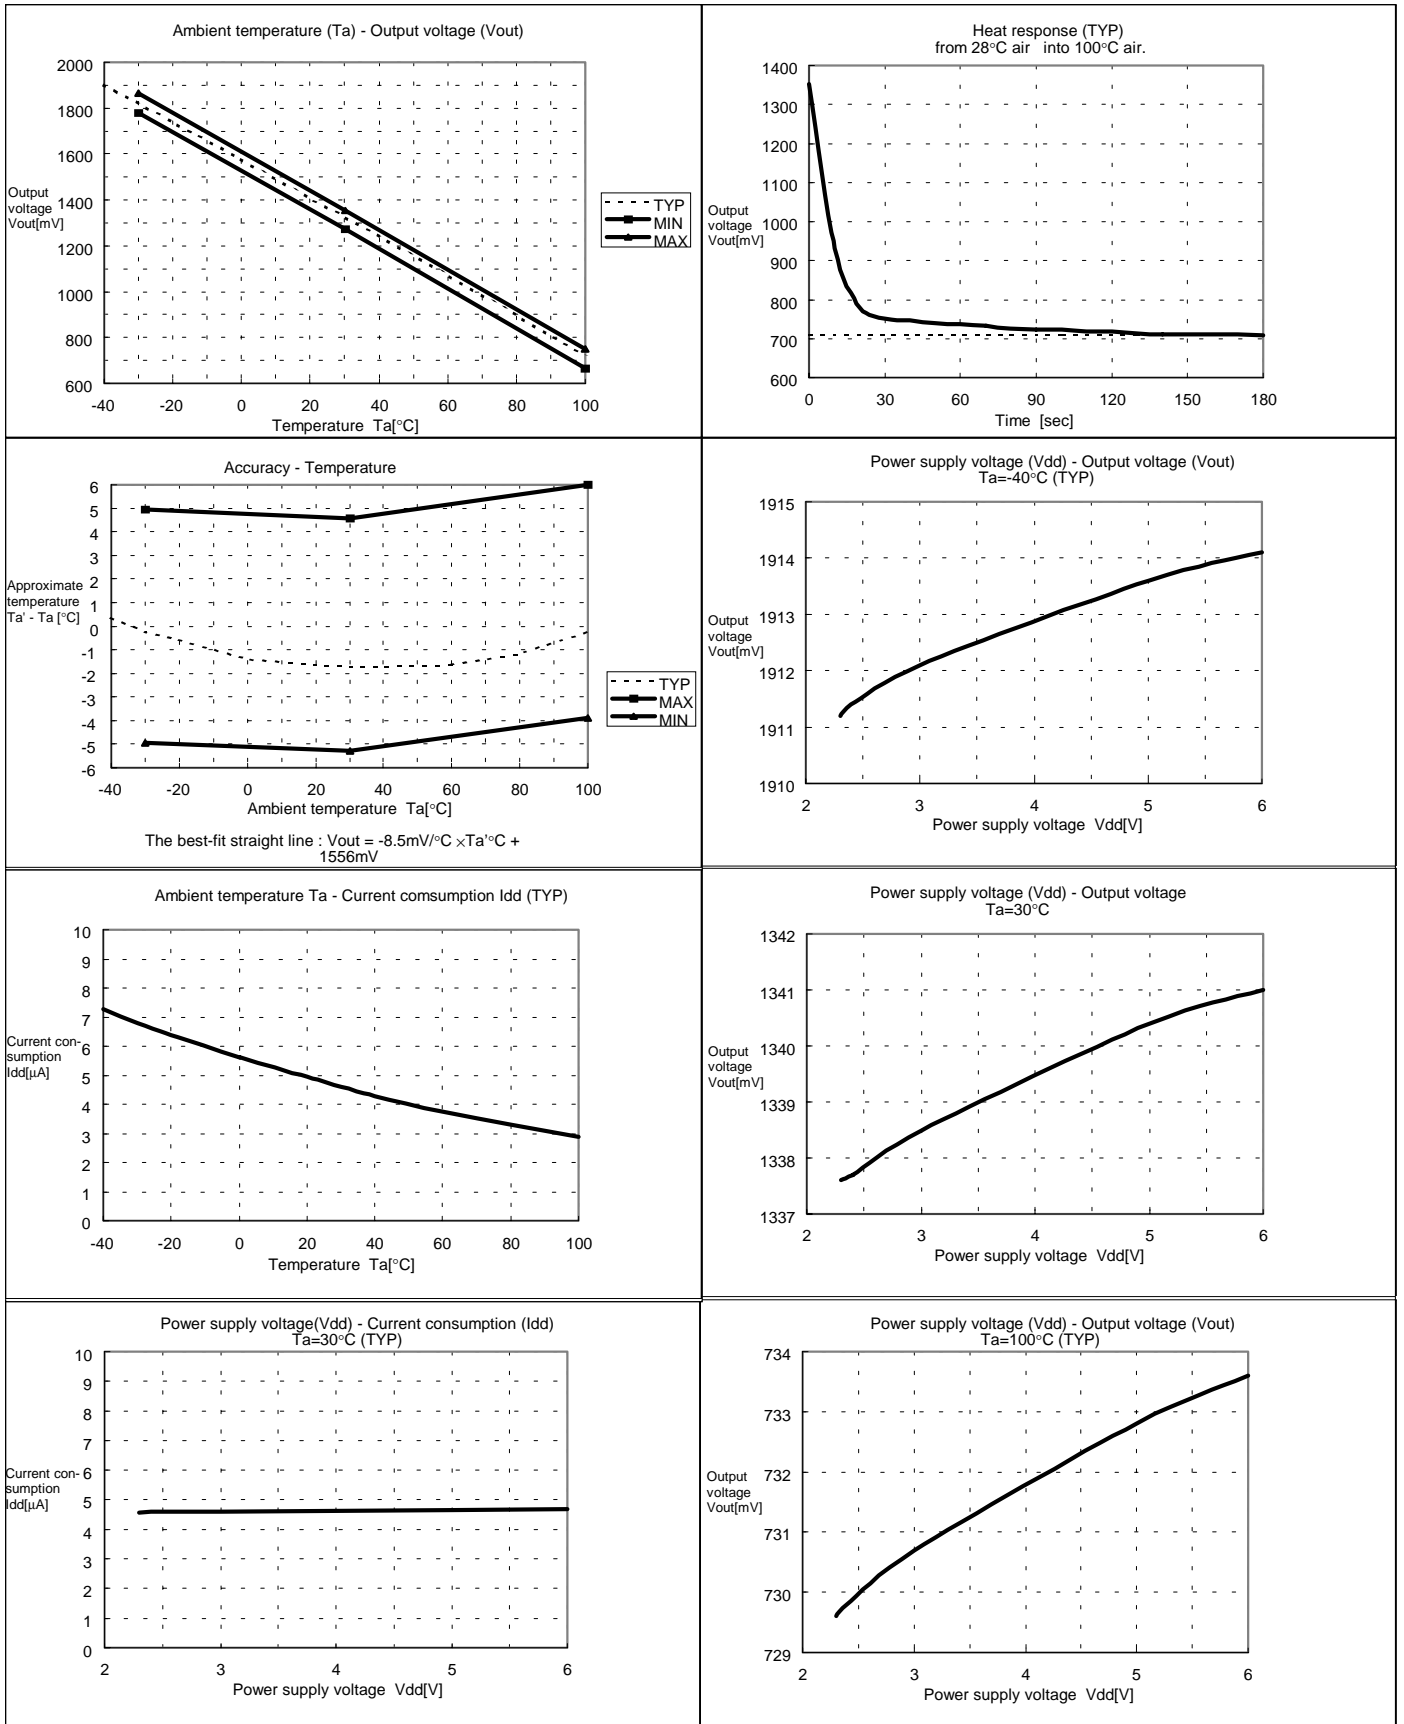 Ambient temperature (Ta) - Output voltage (Vout)
2000
1800
1600
1400
1200
1000
800
600
Output
voltage
Vout[mV]
-40 -20 0 20 40 60 80 100
Temperature Ta[°C]
TYP
MIN
MAX
Heat response (TYP)
from 28°C air into 100°C air.
1400
1300
1200
1100
1000
900
800
700
600
Output
voltage
Vout[mV]
0 30 60 90 120 150 180
Time [sec]
Accuracy - Temperature
6
5
4
3
2
1
0
-1
-2
-3
-4
-5
-6
Approximate
temperature
Ta' - Ta [°C]
-40 -20 0 20 40 60 80 100
Ambient temperature Ta[°C]
TYP
MAX
MIN
The best-fit straight line : Vout = -8.5mV/°C ×Ta'°C +
1556mV
Power supply voltage (Vdd) - Output voltage (Vout)
Ta=-40°C (TYP)
1915
1914
1913
1912
1911
1910
Output
voltage
Vout[mV]
2 3 4 5 6
Power supply voltage Vdd[V]
Ambient temperature Ta - Current comsumption Idd (TYP)
10
9
8
7
6
5
4
3
2
1
0
Current con-
sumption
Idd[µA]
-40 -20 0 20 40 60 80 100
Temperature Ta[°C]
Power supply voltage (Vdd) - Output voltage
Ta=30°C
1342
1341
1340
1339
1338
1337
Output
voltage
Vout[mV]
2 3 4 5 6
Power supply voltage Vdd[V]
Power supply voltage(Vdd) - Current consumption (Idd)
Ta=30°C (TYP)
10
9
8
7
6
5
4
3
2
1
0
Current con-
sumption
Idd[µA]
2 3 4 5 6
Power supply voltage Vdd[V]
Power supply voltage (Vdd) - Output voltage (Vout)
Ta=100°C (TYP)
734
733
732
731
730
729
Output
voltage
Vout[mV]
2 3 4 5 6
Power supply voltage Vdd[V]